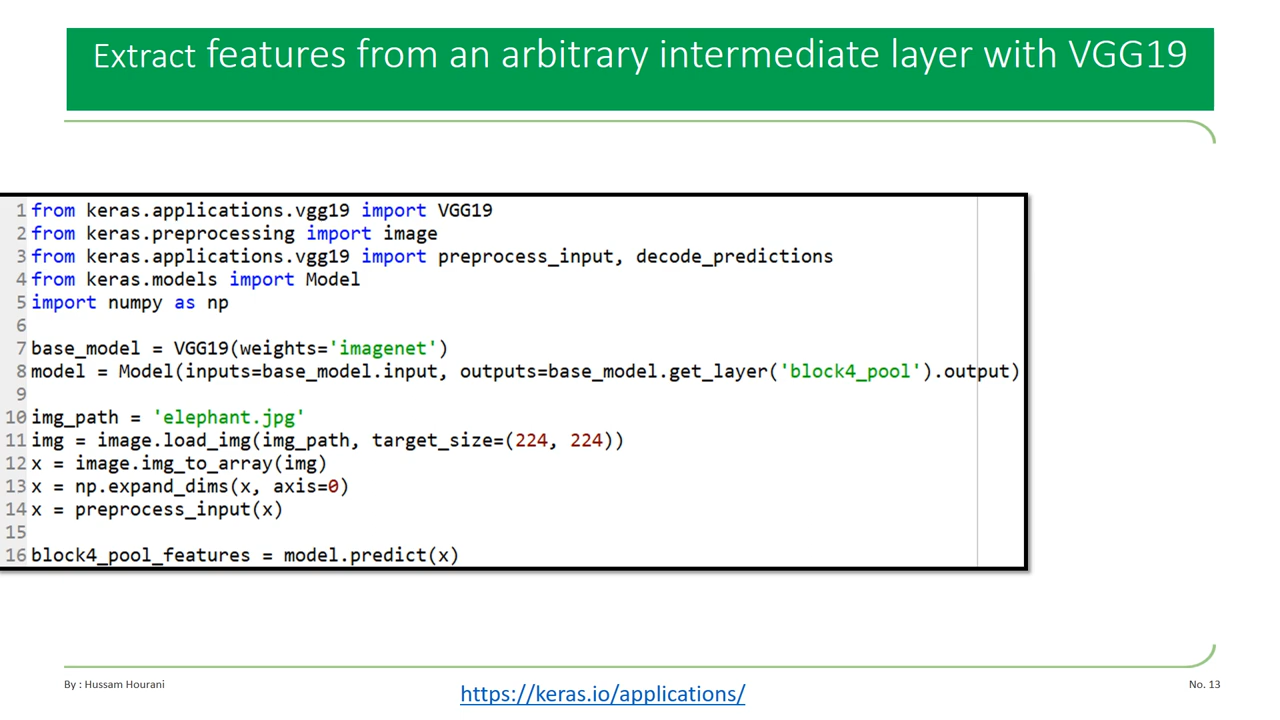 Extract features from an arbitrary intermediate layer with VGG19
1 from keras.applications.vgg19 import VGG19
2 from keras.preprocessing import image
3 from keras.applications.vgg19 import preprocess_input, decode_predictions
4 from keras.models import Model
5 import numpy as np
6
7 base_model = VGG19(weights='imagenet')
8 model = Model(inputs=base_model.input, outputs=base_model.get_layer('block4_pool').output)
9
10 img_path = 'elephant.jpg'
11 img = image.load_img(img_path, target_size=(224, 224))
12 x = image.img_to_array(img)
13 x = np.expand_dims(x, axis=0)
14 x = preprocess_input(x)
15
16 block4_pool_features = model.predict(x)
By : Hussam Hourani
https://keras.io/applications/
No. 13